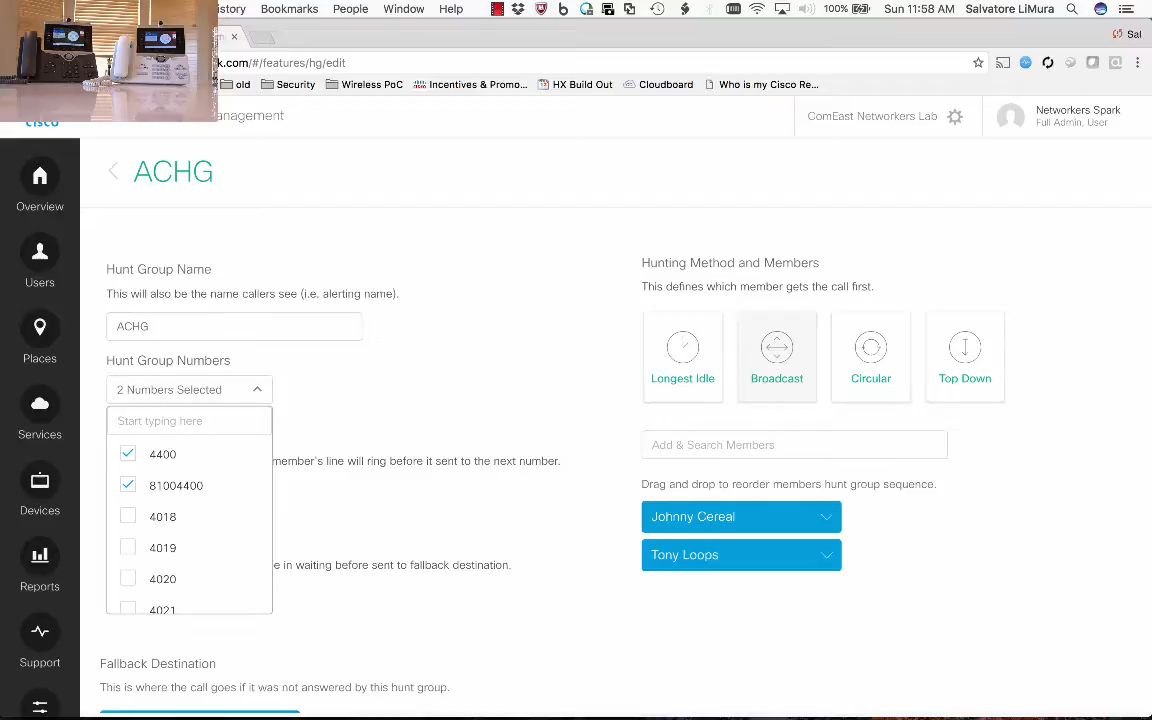 istory Bookmarks People Window Help 100% Sun 11:58 AM Salvatore LiMura
Sal
k.com/#/features/hg/edit
old Security Wireless PoC Incentives & Promo... HX Build Out Cloudboard Who is my Cisco Re...
CISCO anagement ComEast Networkers Lab Networkers Spark
Full Admin, User
ACHG
Overview
Users
Places
Services
Devices
Reports
Support
Hunt Group Name
This will also be the name callers see (i.e. alerting name).
ACHG
Hunt Group Numbers
2 Numbers Selected
Start typing here
4400
81004400
4018
4019
4020
4021
member's line will ring before it sent to the next number.
e in waiting before sent to fallback destination.
Fallback Destination
This is where the call goes if it was not answered by this hunt group.
Hunting Method and Members
This defines which member gets the call first.
Longest Idle Broadcast Circular Top Down
Add & Search Members
Drag and drop to reorder members hunt group sequence.
Johnny Cereal
Tony Loops